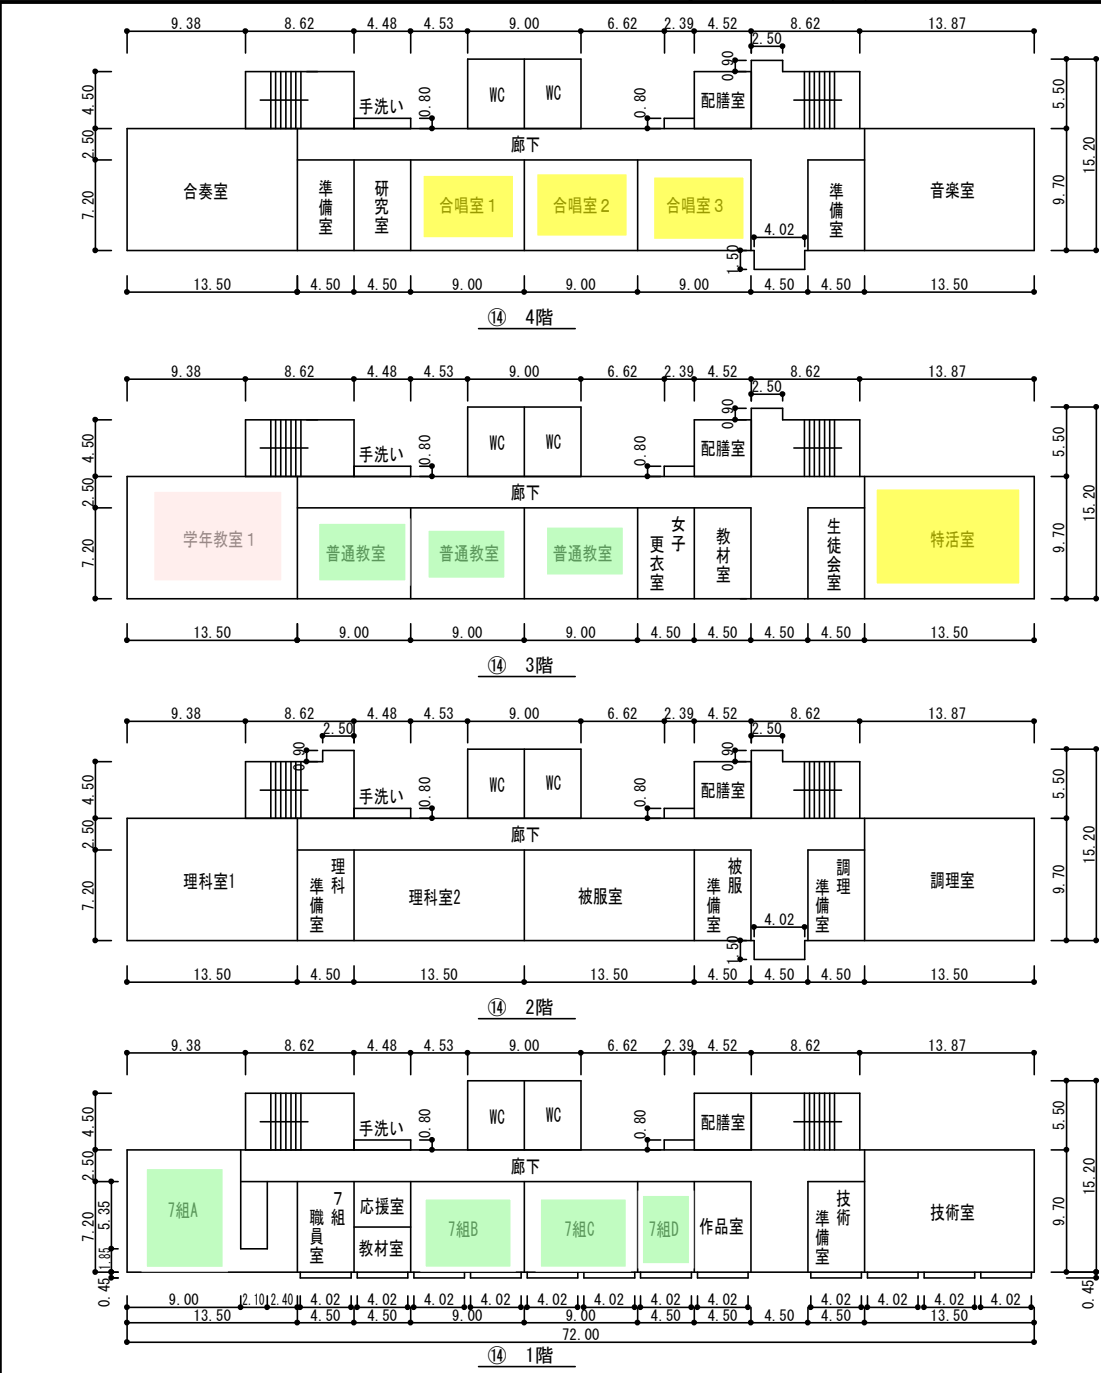 9.38 8.62 4.48 4.53 9.00 6.62 2.39 4.52 8.62 13.87
2.50
0.90
4.50 手洗い 0.80 WC WC 0.80 配膳室 5.50
2.50 廊下 15.20
7.20 合奏室 準備室 研究室 合唱室1 合唱室2 合唱室3 準備室 音楽室 9.70
4.02
1.50
13.50 4.50 4.50 9.00 9.00 9.00 4.50 4.50 13.50
⑭ 4階
9.38 8.62 4.48 4.53 9.00 6.62 2.39 4.52 8.62 13.87
2.50
0.90
4.50 手洗い 0.80 WC WC 0.80 配膳室 5.50
2.50 廊下 15.20
7.20 学年教室1 普通教室 普通教室 普通教室 女子更衣室 教材室 生徒会室 特活室 9.70
13.50 9.00 9.00 9.00 4.50 4.50 4.50 4.50 13.50
⑭ 3階
9.38 8.62 4.48 4.53 9.00 6.62 2.39 4.52 8.62 13.87
2.50 2.50
0.90 0.90
4.50 手洗い 0.80 WC WC 0.80 配膳室 5.50
2.50 廊下 15.20
7.20 理科室1 理科準備室 理科室2 被服室 被服準備室 調理準備室 調理室 9.70
4.02
1.50
13.50 4.50 13.50 13.50 4.50 4.50 4.50 13.50
⑭ 2階
9.38 8.62 4.48 4.53 9.00 6.62 2.39 4.52 8.62 13.87
4.50 手洗い 0.80 WC WC 0.80 配膳室 5.50
2.50 廊下 15.20
7.20 5.35 7組A 7組職員室 応援室 7組B 7組C 7組D 作品室 技術準備室 技術室 9.70
教材室
1.85
0.45 0.45
9.00 2.10 2.40 4.02 4.02 4.02 4.02 4.02 4.02 4.02 4.02 4.02 4.02 4.02 4.02
13.50 4.50 4.50 9.00 9.00 4.50 4.50 4.50 4.50 13.50
72.00
⑭ 1階